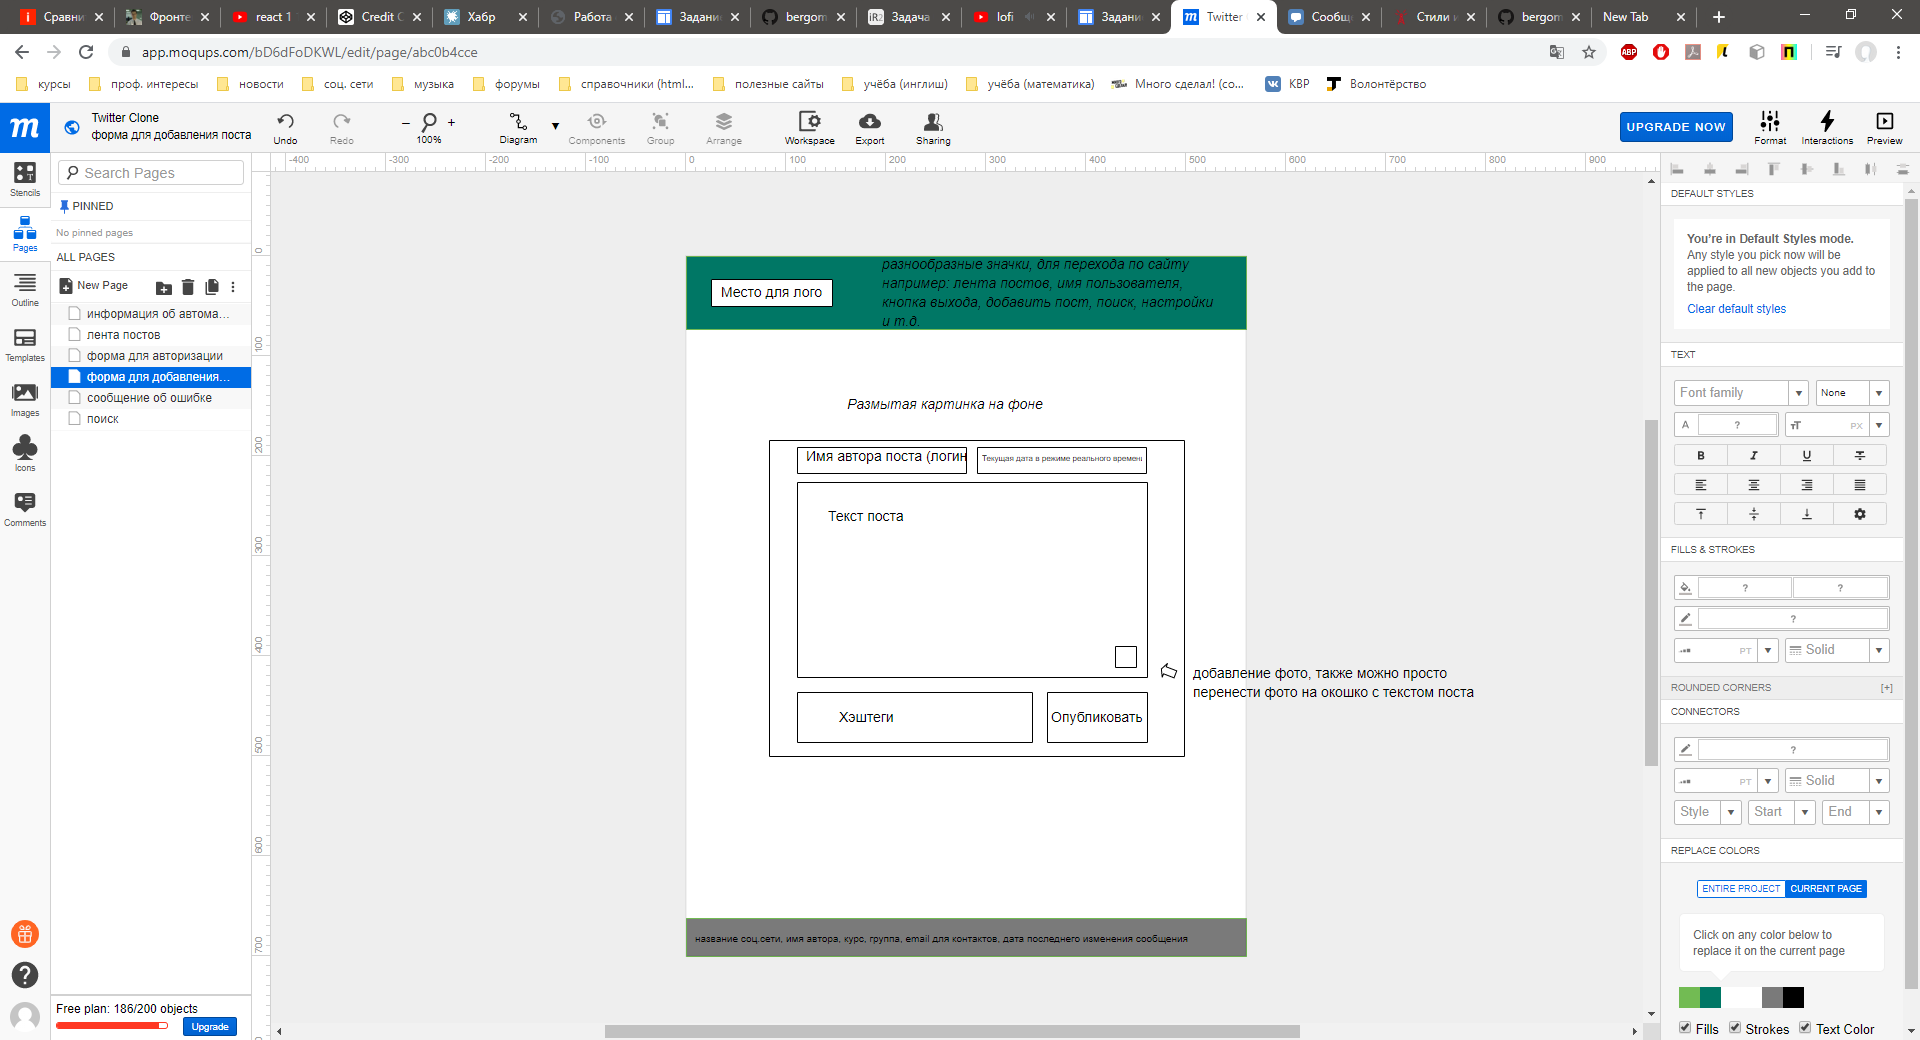 Сравни
Фронте
react 1
Credit C
Хабр
Работа
Задани
bergom
Задача
lofi
Задани
Twitter
Сообщ
Стили и
bergom
New Tab
app.moqups.com/bD6dFoDKWL/edit/page/abc0b4cce
курсы
проф. интересы
новости
соц. сети
музыка
форумы
справочники (html...
полезные сайты
учёба (инглиш)
учёба (математика)
Много сделал! (co...
КВР
Волонтёрство
Twitter Clone
форма для добавления поста
Undo
Redo
100%
Diagram
Components
Group
Arrange
Workspace
Export
Sharing
UPGRADE NOW
Format
Interactions
Preview
Stencils
Pages
Outline
Templates
Images
Icons
Comments
Search Pages
PINNED
No pinned pages
ALL PAGES
New Page
информация об автома...
лента постов
форма для авторизации
форма для добавления...
сообщение об ошибке
поиск
Free plan: 186/200 objects
Upgrade
-400 -300 -200 -100 0 100 200 300 400 500 600 700 800 900
0
100
200
300
400
500
600
700
Место для лого
разнообразные значки, для перехода по сайту
например: лента постов, имя пользователя,
кнопка выхода, добавить пост, поиск, настройки
и т.д.
Размытая картинка на фоне
Имя автора поста (логин
Текущая дата в режиме реального времени
Текст поста
добавление фото, также можно просто
перенести фото на окошко с текстом поста
Хэштеги
Опубликовать
название соц.сети, имя автора, курс, группа, email для контактов, дата последнего изменения сообщения
DEFAULT STYLES
You're in Default Styles mode.
Any style you pick now will be
applied to all new objects you add to
the page.
Clear default styles
TEXT
Font family
None
A ?
тT PX
B I U
FILLS & STROKES
? ?
?
PT Solid
ROUNDED CORNERS [+]
CONNECTORS
?
PT Solid
Style Start End
REPLACE COLORS
ENTIRE PROJECT CURRENT PAGE
Click on any color below to
replace it on the current page
Fills Strokes Text Color